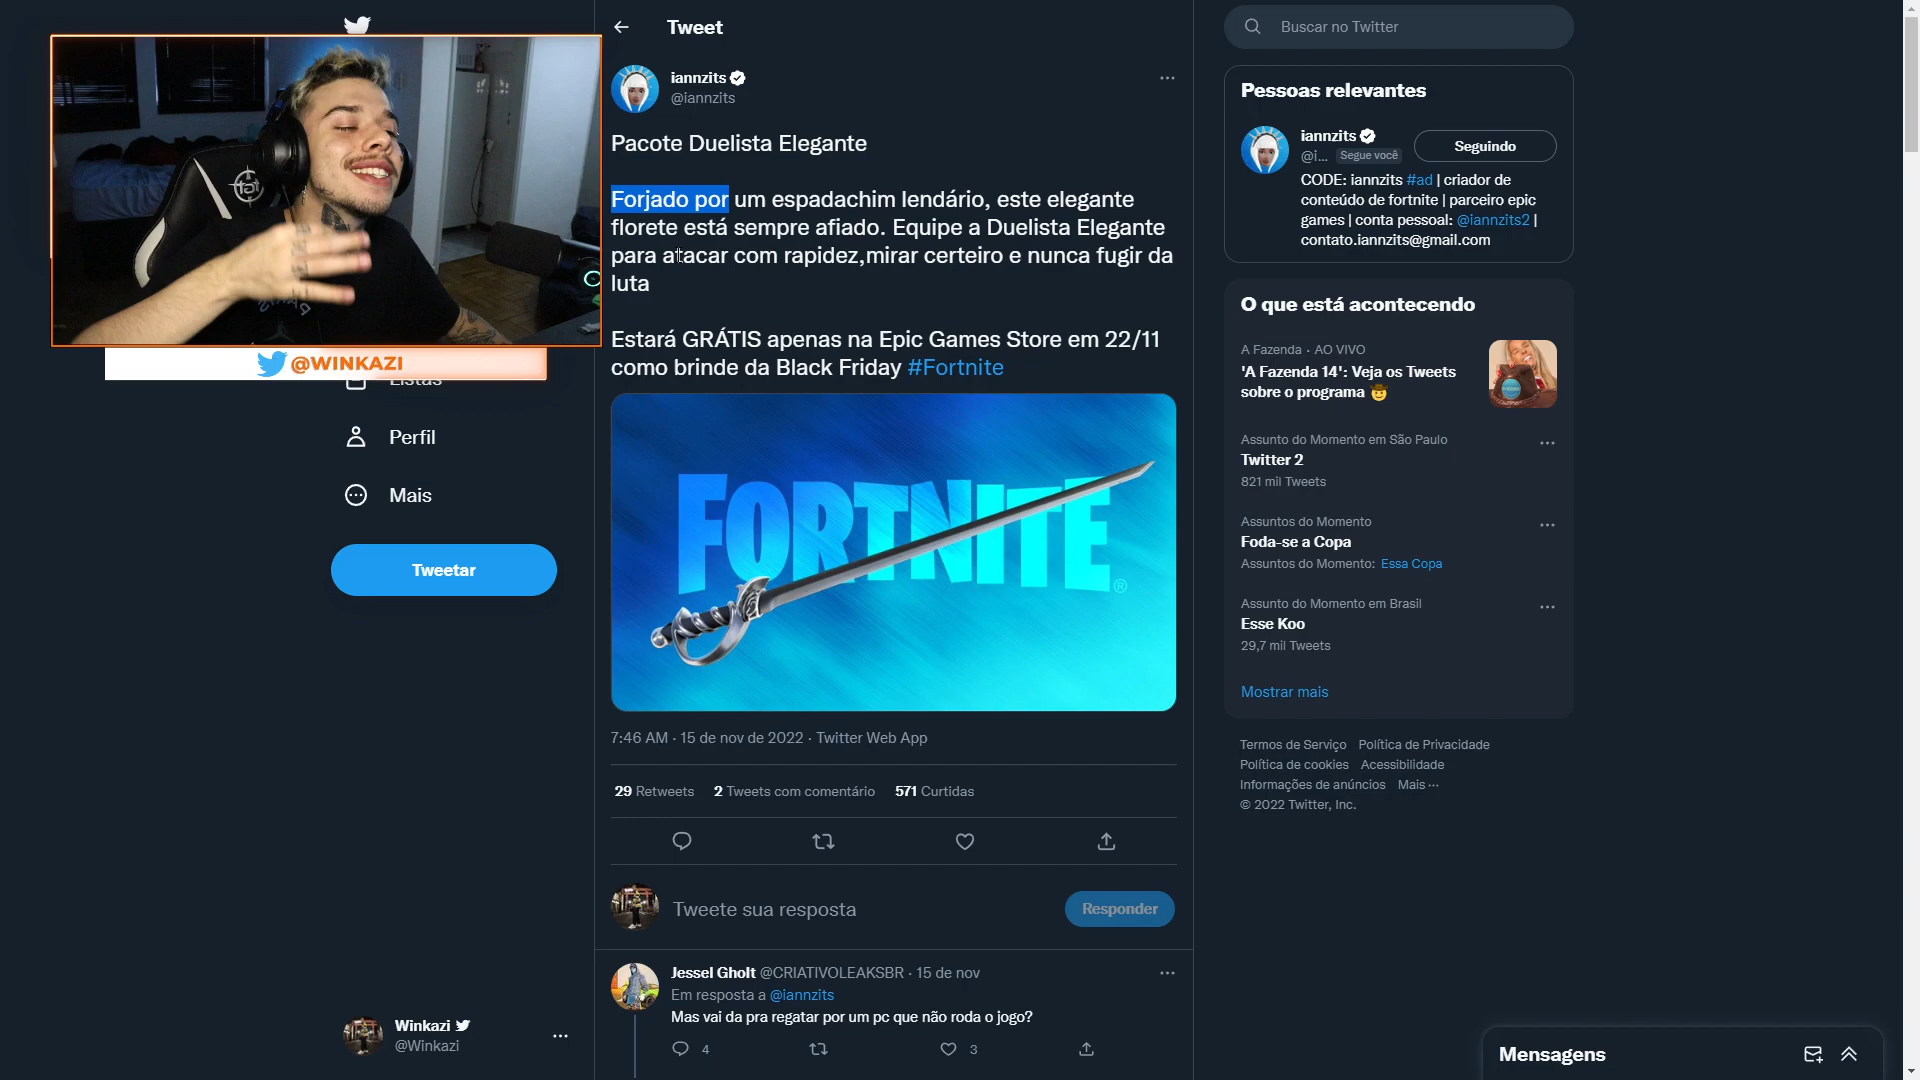 @WINKAZI
Listas
Perfil
Mais
Tweetar
Winkazi
@Winkazi
Tweet
iannzits
@iannzits
Pacote Duelista Elegante
Forjado por um espadachim lendário, este elegante
florete está sempre afiado. Equipe a Duelista Elegante
para atacar com rapidez,mirar certeiro e nunca fugir da
luta
Estará GRÁTIS apenas na Epic Games Store em 22/11
como brinde da Black Friday #Fortnite
FORTNITE®
7:46 AM · 15 de nov de 2022 · Twitter Web App
29 Retweets 2 Tweets com comentário 571 Curtidas
Tweete sua resposta
Responder
Jessel Gholt @CRIATIVOLEAKSBR · 15 de nov
Em resposta a @iannzits
Mas vai da pra regatar por um pc que não roda o jogo?
4 3
Buscar no Twitter
Pessoas relevantes
iannzits
@i... Segue você
Seguindo
CODE: iannzits #ad | criador de
conteúdo de fortnite | parceiro epic
games | conta pessoal: @iannzits2 |
contato.iannzits@gmail.com
O que está acontecendo
A Fazenda · AO VIVO
'A Fazenda 14': Veja os Tweets
sobre o programa 🤠
Assunto do Momento em São Paulo
Twitter 2
821 mil Tweets
Assuntos do Momento
Foda-se a Copa
Assuntos do Momento: Essa Copa
Assunto do Momento em Brasil
Esse Koo
29,7 mil Tweets
Mostrar mais
Termos de Serviço Política de Privacidade
Política de cookies Acessibilidade
Informações de anúncios Mais ···
© 2022 Twitter, Inc.
Mensagens